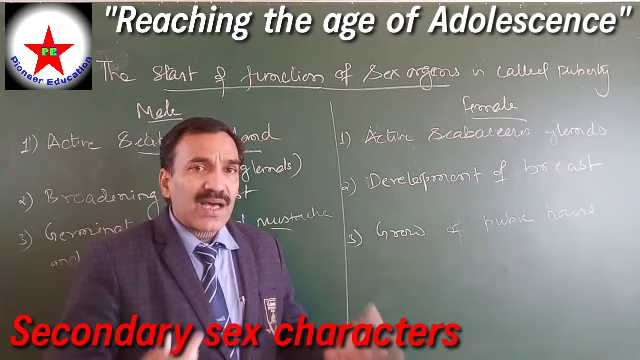 "Reaching the age of Adolescence"
PE
Pioneer Education
The start of function of sex organs is called puberty
Male
Female
1) Active
glands)
2) Broadening
3)
mustache
and
1) Active glands
2) Development of breast
3) Grow of pubic hairs
Secondary sex characters